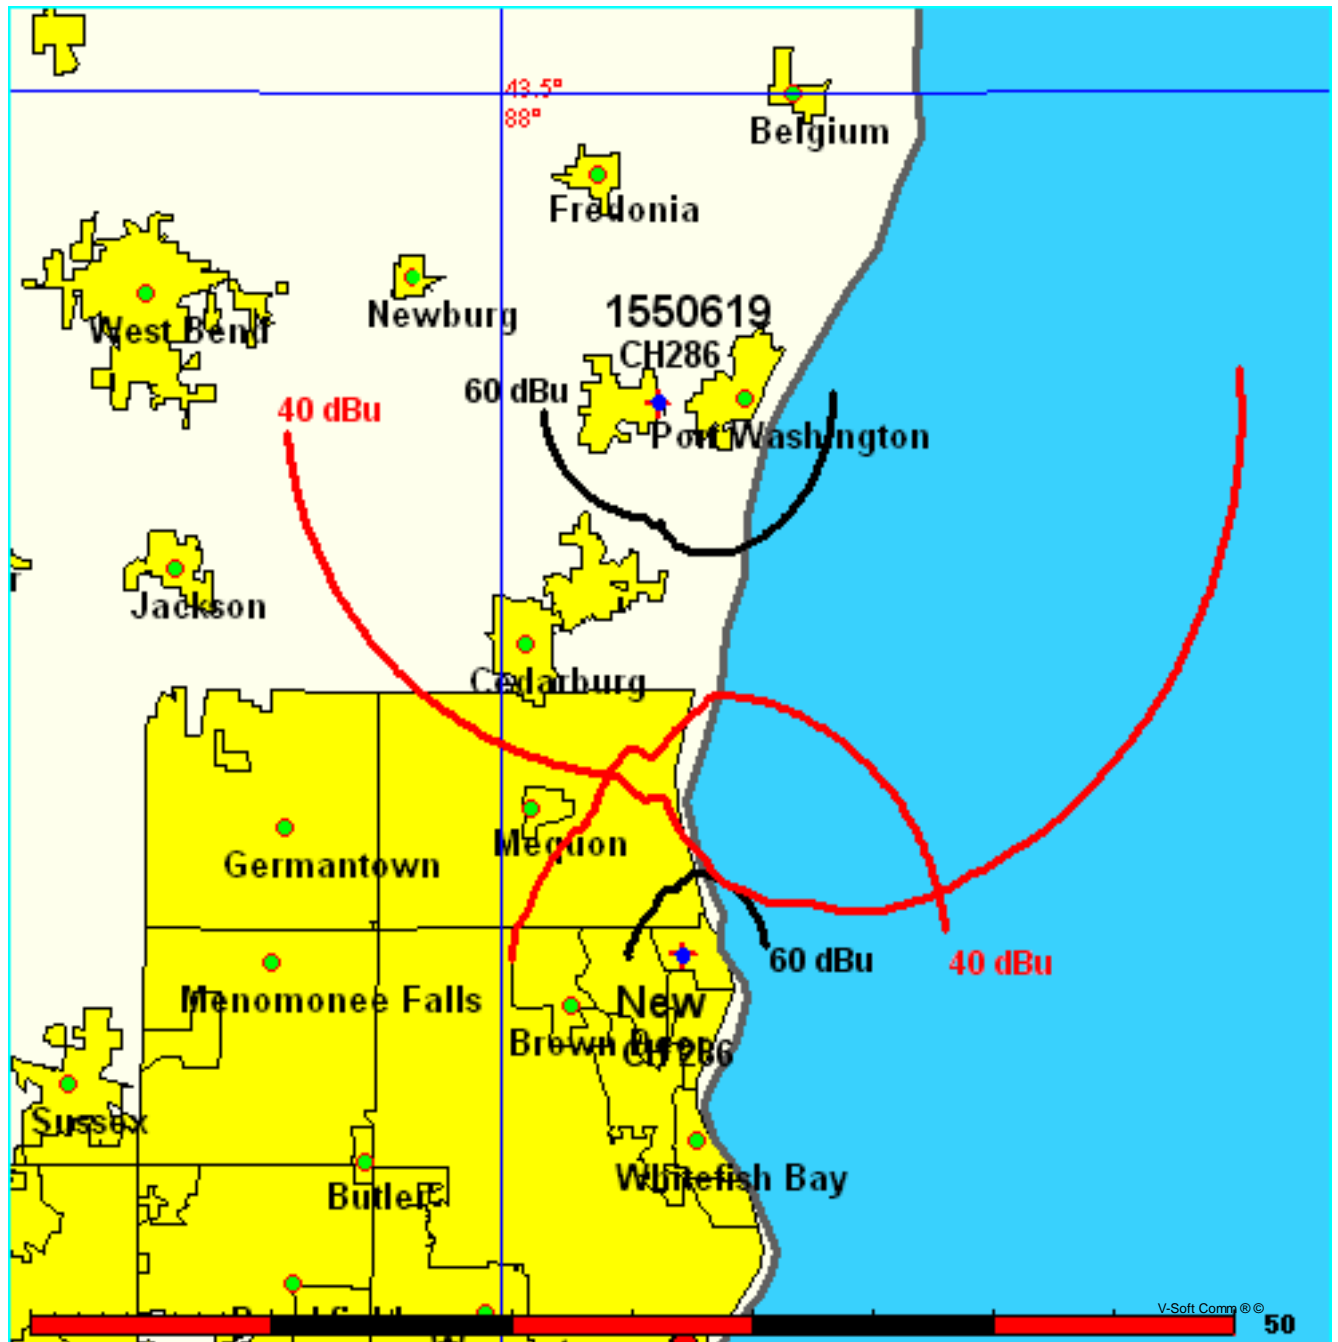 43.5°
88°
Belgium
Fredonia
1550619
Newburg
West Bend
CH286
60 dBu
40 dBu
Port Washington
Jackson
Cedarburg
Mequon
Germantown
60 dBu
40 dBu
Menomonee Falls
New
Brown Deer
CH286
Sussex
Whitefish Bay
Butler
V-Soft Comm ® ©
50